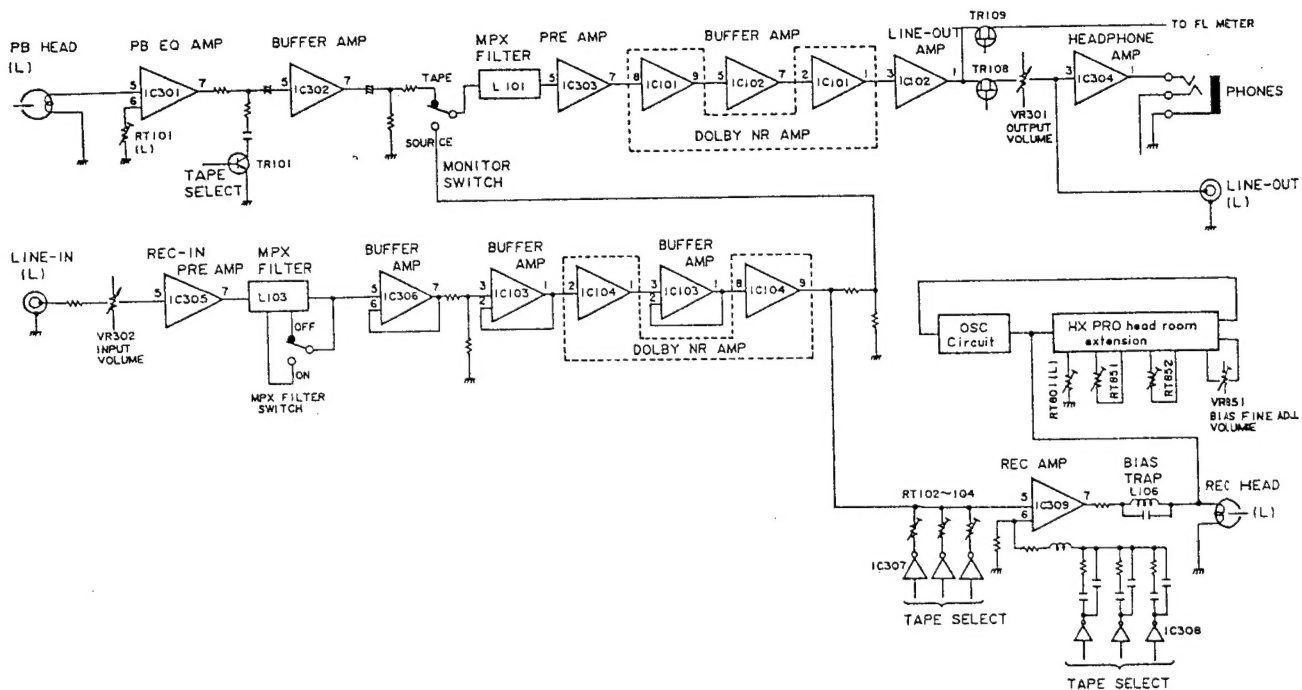 TR109
TO FL METER
PB HEAD
(L)
PB EQ AMP
BUFFER AMP
MPX
FILTER
PRE AMP
BUFFER AMP
LINE-OUT
AMP
HEADPHONE
AMP
5
6
IC301
7
5
IC302
7
TAPE
L 101
5
IC303
7
8
IC101
9
5
IC102
7
2
IC101
1
3
IC102
1
TR108
3
IC304
1
PHONES
RT101
(L)
SOURCE
DOLBY NR AMP
VR301
OUTPUT
VOLUME
TR101
TAPE
SELECT
MONITOR
SWITCH
LINE-OUT
(L)
LINE-IN
(L)
REC-IN
PRE AMP
MPX
FILTER
BUFFER
AMP
BUFFER
AMP
BUFFER
AMP
5
IC305
7
L103
5
6
IC306
7
3
2
IC103
1
2
IC104
1
3
2
IC103
1
8
IC104
9
VR302
INPUT
VOLUME
OFF
ON
DOLBY NR AMP
MPX FILTER
SWITCH
OSC
Circuit
HX PRO head room
extension
RT801(L)
RT851
RT852
VR851
BIAS FINE ADJ
VOLUME
REC AMP
BIAS
TRAP
L106
REC HEAD
(L)
RT102~104
5
6
IC309
7
IC307
TAPE SELECT
IC308
TAPE SELECT